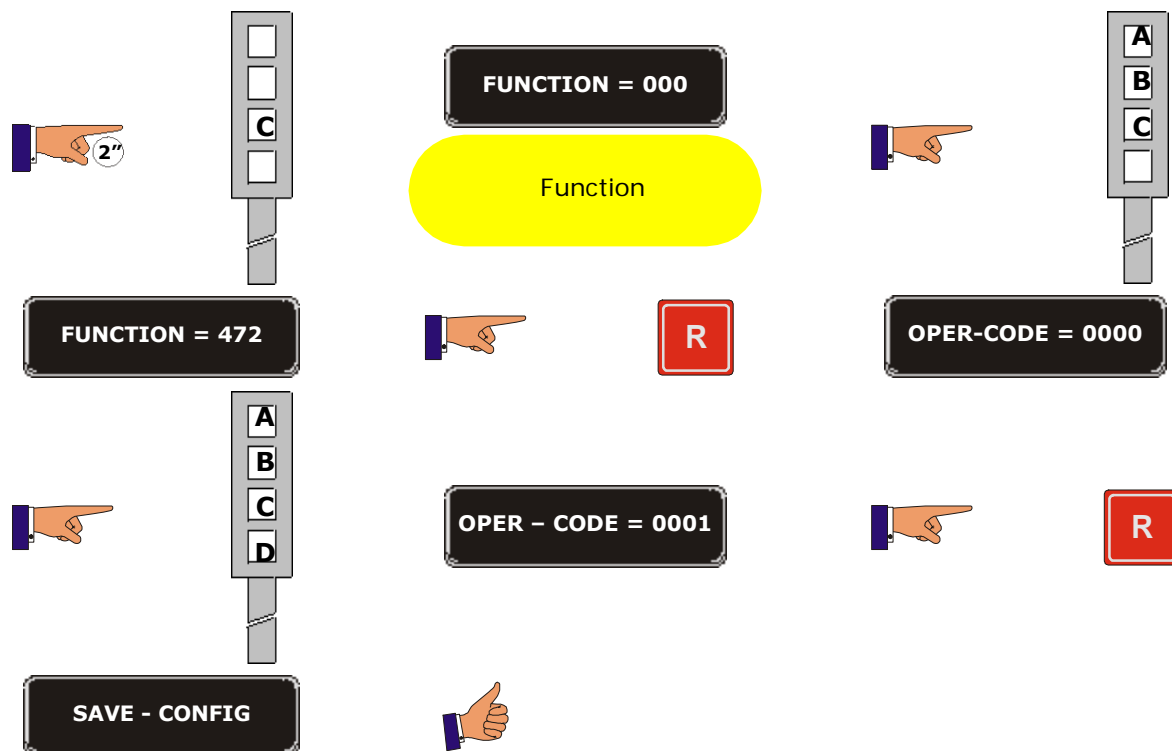 C
2”
FUNCTION = 000
Function
A
B
C
FUNCTION = 472
R
OPER-CODE = 0000
A
B
C
D
OPER – CODE = 0001
R
SAVE - CONFIG